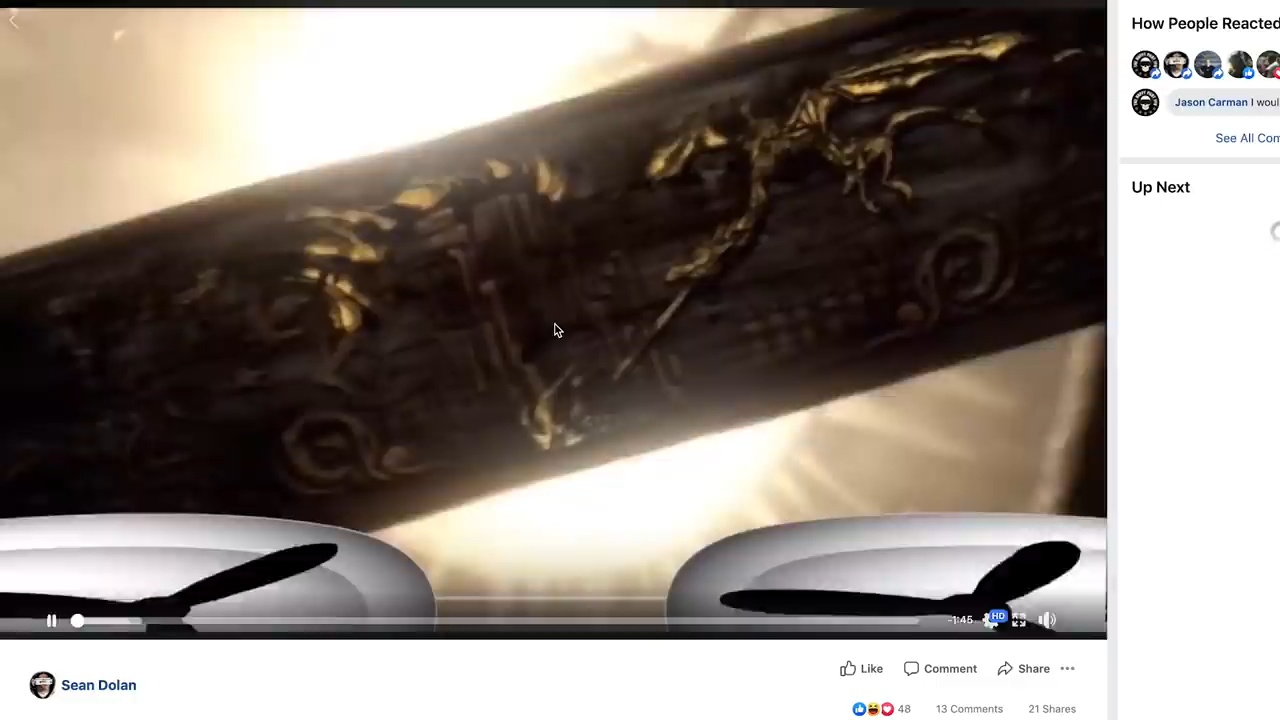 How People Reacted
Jason Carman I woul
See All Com
Up Next
-1:45
HD
Like
Comment
Share
Sean Dolan
48
13 Comments
21 Shares